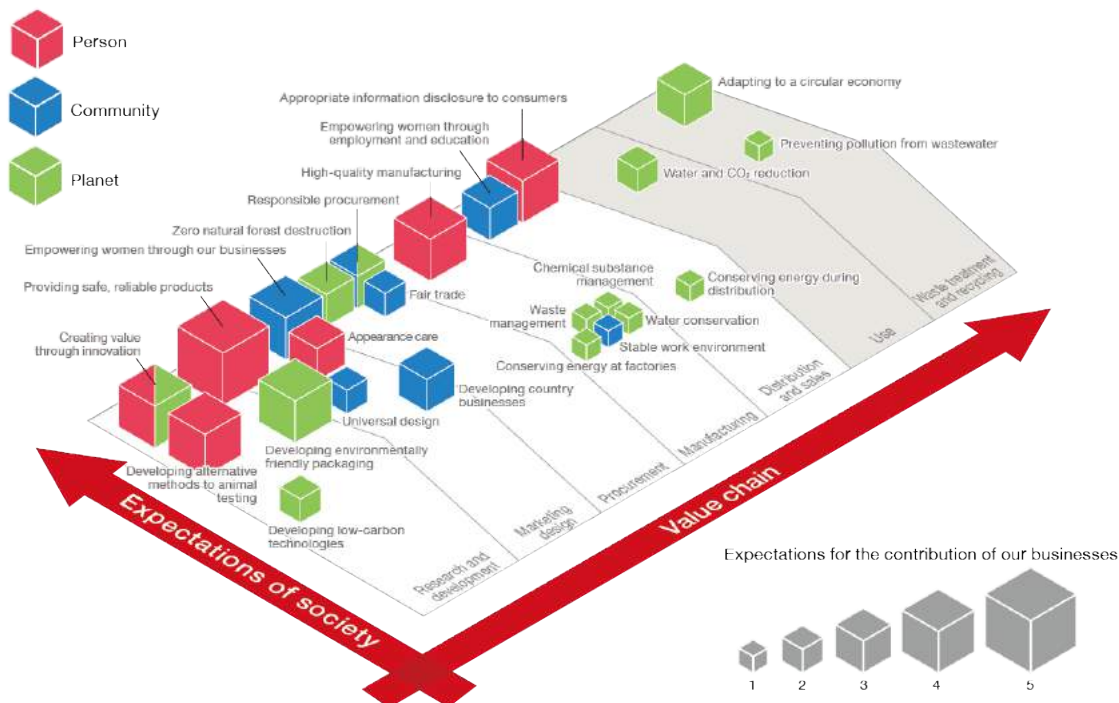 Person
Community
Planet
Adapting to a circular economy
Appropriate information disclosure to consumers
Empowering women through
employment and education
Preventing pollution from wastewater
High-quality manufacturing
Water and CO₂ reduction
Responsible procurement
Zero natural forest destruction
Empowering women through our businesses
Chemical substance
management
Conserving energy during
distribution
Providing safe, reliable products
Fair trade
Waste
management
Water conservation
Waste treatment
and recycling
Creating value
through innovation
Appearance care
Stable work environment
Use
Conserving energy at factories
Developing country
businesses
Distribution
and sales
Universal design
Manufacturing
Developing environmentally
friendly packaging
Procurement
Developing alternative
methods to animal
testing
Marketing
design
Developing low-carbon
technologies
Research and
development
Expectations of society
Value chain
Expectations for the contribution of our businesses
1 2 3 4 5